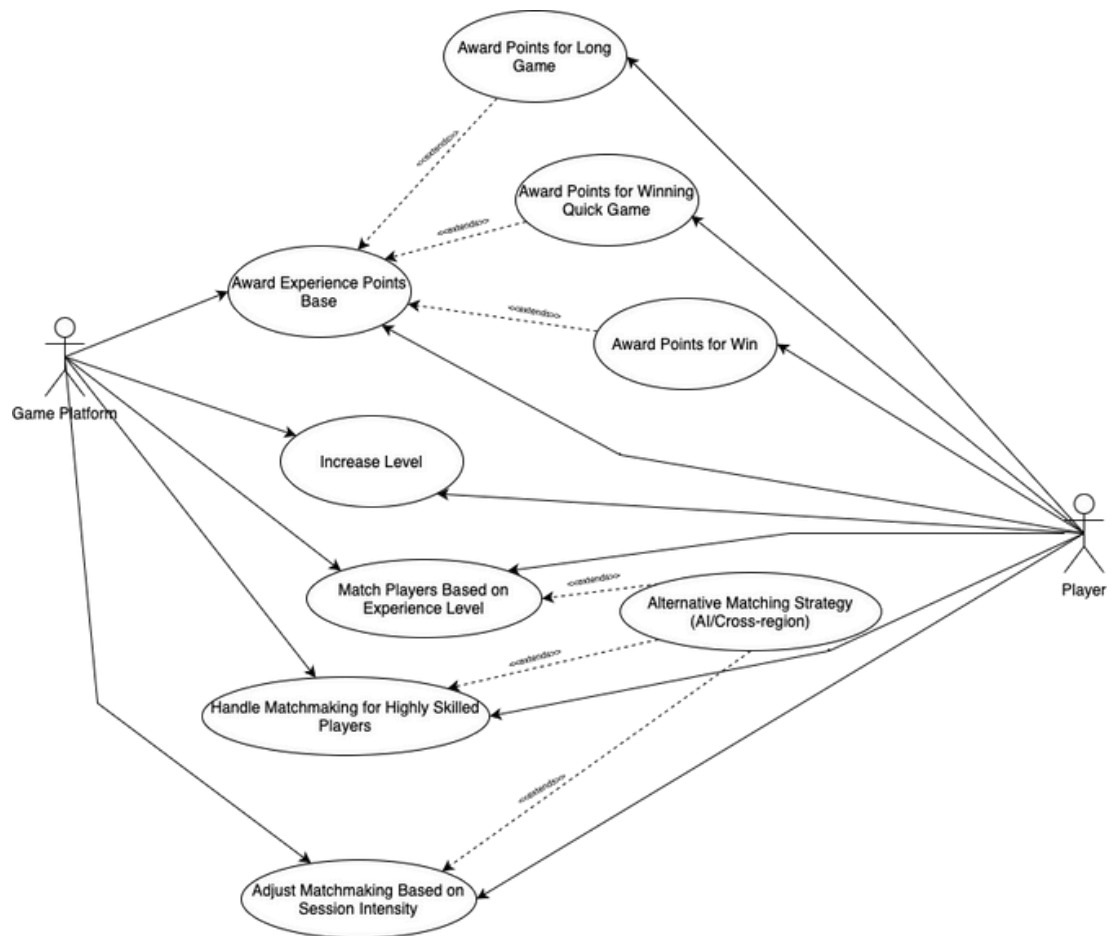 Award Points for Long
Game
<<extends>>
Award Points for Winning
Quick Game
<<extends>>
Award Experience Points
Base
<<extends>>
Award Points for Win
Game Platform
Increase Level
Match Players Based on
Experience Level
<<extends>>
Alternative Matching Strategy
(AI/Cross-region)
Player
<<extends>>
Handle Matchmaking for Highly Skilled
Players
<<extends>>
Adjust Matchmaking Based on
Session Intensity